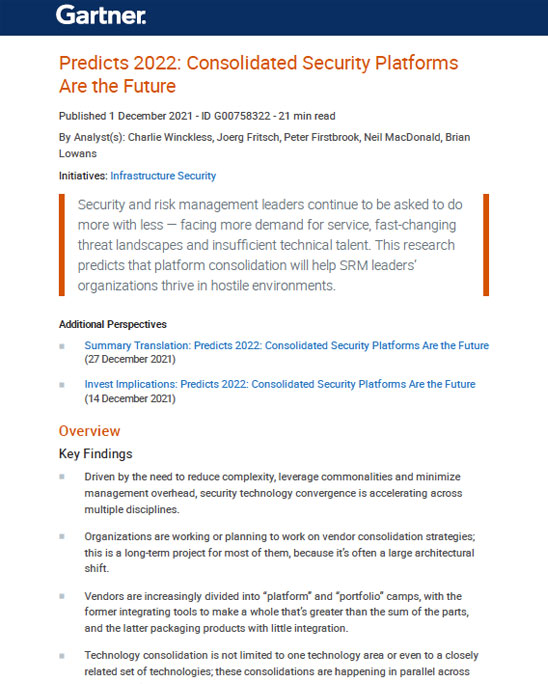 Gartner.
Predicts 2022: Consolidated Security Platforms
Are the Future
Published 1 December 2021 - ID G00758322 - 21 min read
By Analyst(s): Charlie Winckless, Joerg Fritsch, Peter Firstbrook, Neil MacDonald, Brian
Lowans
Initiatives: Infrastructure Security
Security and risk management leaders continue to be asked to do
more with less — facing more demand for service, fast-changing
threat landscapes and insufficient technical talent. This research
predicts that platform consolidation will help SRM leaders’
organizations thrive in hostile environments.
Additional Perspectives
Summary Translation: Predicts 2022: Consolidated Security Platforms Are the Future
(27 December 2021)
Invest Implications: Predicts 2022: Consolidated Security Platforms Are the Future
(14 December 2021)
Overview
Key Findings
Driven by the need to reduce complexity, leverage commonalities and minimize
management overhead, security technology convergence is accelerating across
multiple disciplines.
Organizations are working or planning to work on vendor consolidation strategies;
this is a long-term project for most of them, because it’s often a large architectural
shift.
Vendors are increasingly divided into “platform” and “portfolio” camps, with the
former integrating tools to make a whole that’s greater than the sum of the parts,
and the latter packaging products with little integration.
Technology consolidation is not limited to one technology area or even to a closely
related set of technologies; these consolidations are happening in parallel across